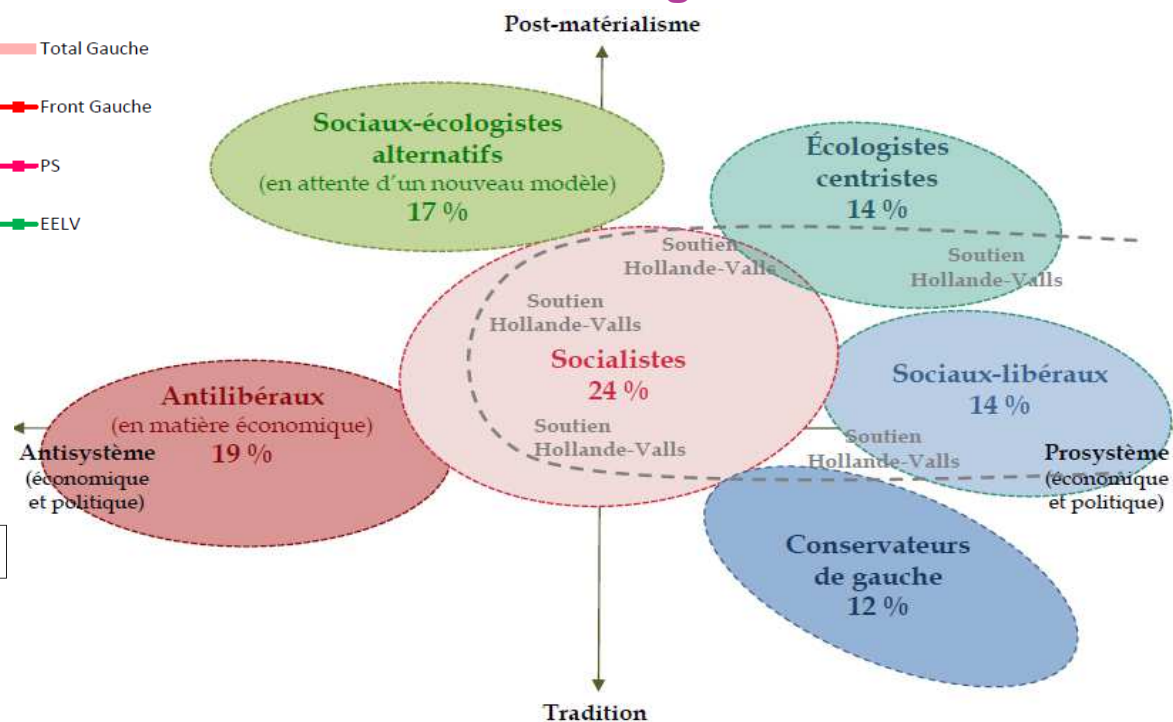 Post-matérialisme
Total Gauche
Front Gauche
PS
EELV
Sociaux-écologistes
alternatifs
(en attente d'un nouveau modèle)
17 %
Écologistes
centristes
14 %
Soutien
Hollande-Valls
Soutien
Hollande-Valls
Soutien
Hollande-Valls
Socialistes
24 %
Sociaux-libéraux
14 %
Antilibéraux
(en matière économique)
19 %
Antisystème
(économique
et politique)
Soutien
Hollande-Valls
Soutien
Hollande-Valls
Prosystème
(économique
et politique)
Conservateurs
de gauche
12 %
Tradition